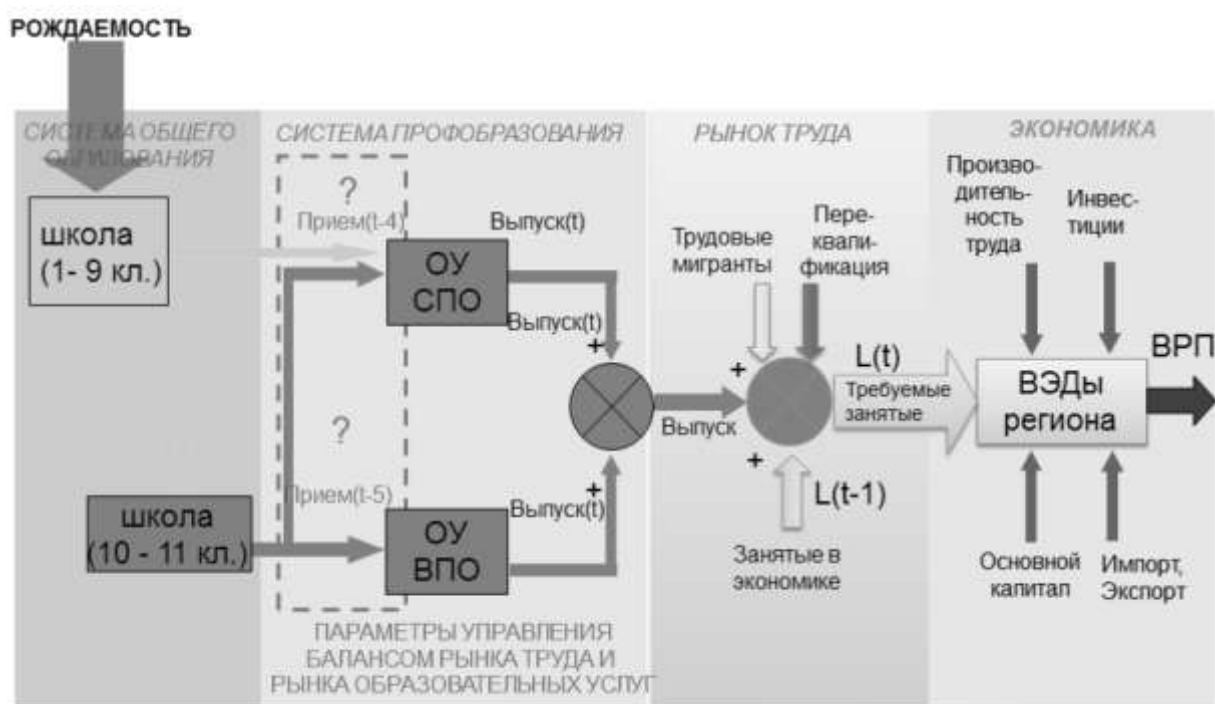 РОЖДАЕМОСТЬ
СИСТЕМА ОБЩЕГО
ОБРАЗОВАНИЯ
СИСТЕМА ПРОФОБРАЗОВАНИЯ
РЫНОК ТРУДА
ЭКОНОМИКА
школа
(1- 9 кл.)
?
Прием(t-4)
Выпуск(t)
ОУ
СПО
Выпуск(t)
+
?
Прием(t-5)
школа
(10 - 11 кл.)
ОУ
ВПО
Выпуск(t)
+
ПАРАМЕТРЫ УПРАВЛЕНИЯ
БАЛАНСОМ РЫНКА ТРУДА И
РЫНКА ОБРАЗОВАТЕЛЬНЫХ УСЛУГ
Выпуск
Трудовые
мигранты
Пере-
квали-
фикация
+
+
L(t)
Требуемые
занятые
L(t-1)
Занятые в
экономике
Произво-
дитель-
ность
труда
Инвес-
тиции
ВЭДы
региона
ВРП
Основной
капитал
Импорт,
Экспорт